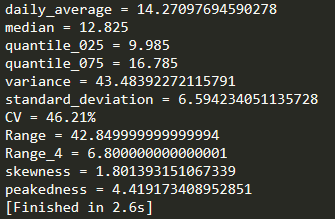 daily_average = 14.27097694590278
median = 12.825
quantile_025 = 9.985
quantile_075 = 16.785
variance = 43.48392272115791
standard_deviation = 6.594234051135728
CV = 46.21%
Range = 42.849999999999994
Range_4 = 6.800000000000001
skewness = 1.801393151067339
peakedness = 4.419173408952851
[Finished in 2.6s]